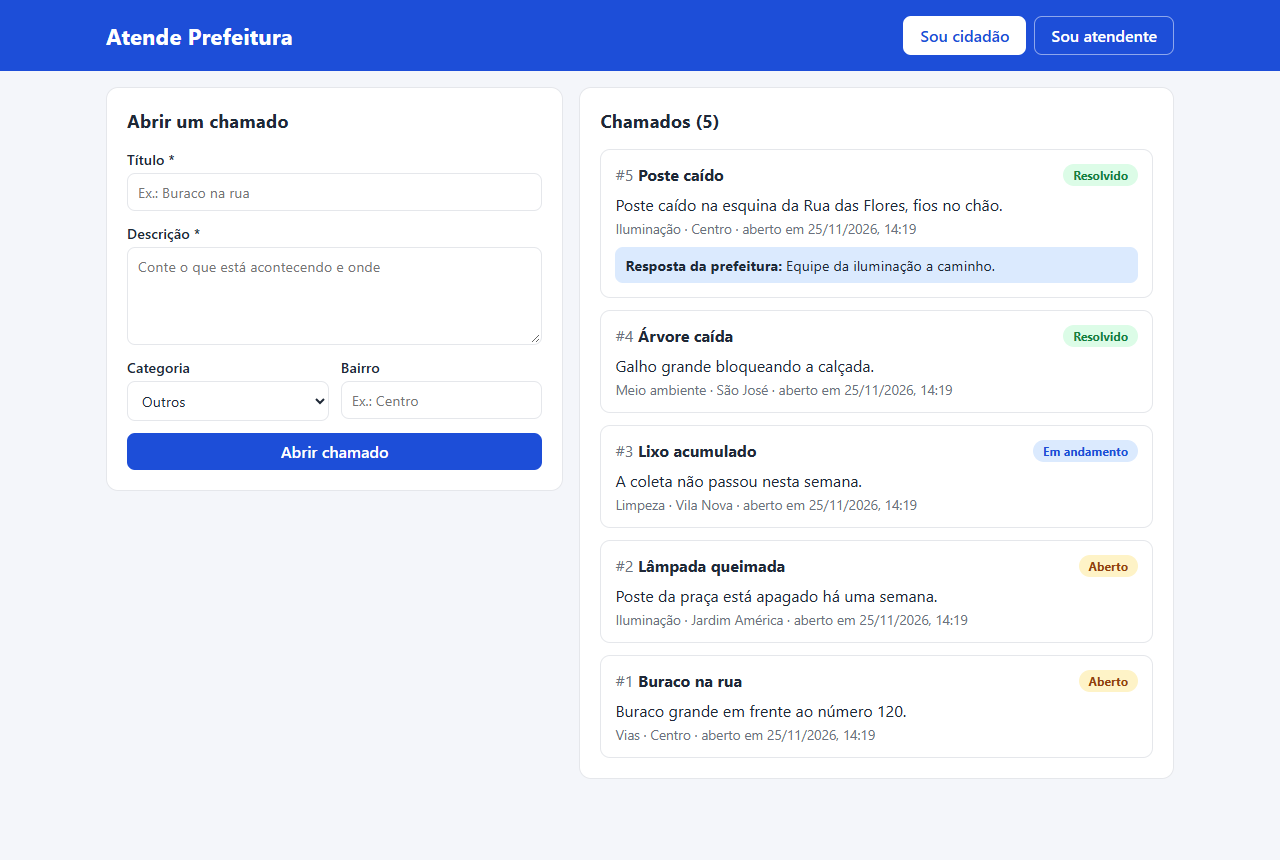 Atende Prefeitura
Sou cidadão
Sou atendente
Abrir um chamado
Título *
Ex.: Buraco na rua
Descrição *
Conte o que está acontecendo e onde
Categoria
Bairro
Outros
Ex.: Centro
Abrir chamado
Chamados (5)
#5 Poste caído
Resolvido
Poste caído na esquina da Rua das Flores, fios no chão.
Iluminação · Centro · aberto em 25/11/2026, 14:19
Resposta da prefeitura: Equipe da iluminação a caminho.
#4 Árvore caída
Resolvido
Galho grande bloqueando a calçada.
Meio ambiente · São José · aberto em 25/11/2026, 14:19
#3 Lixo acumulado
Em andamento
A coleta não passou nesta semana.
Limpeza · Vila Nova · aberto em 25/11/2026, 14:19
#2 Lâmpada queimada
Aberto
Poste da praça está apagado há uma semana.
Iluminação · Jardim América · aberto em 25/11/2026, 14:19
#1 Buraco na rua
Aberto
Buraco grande em frente ao número 120.
Vias · Centro · aberto em 25/11/2026, 14:19